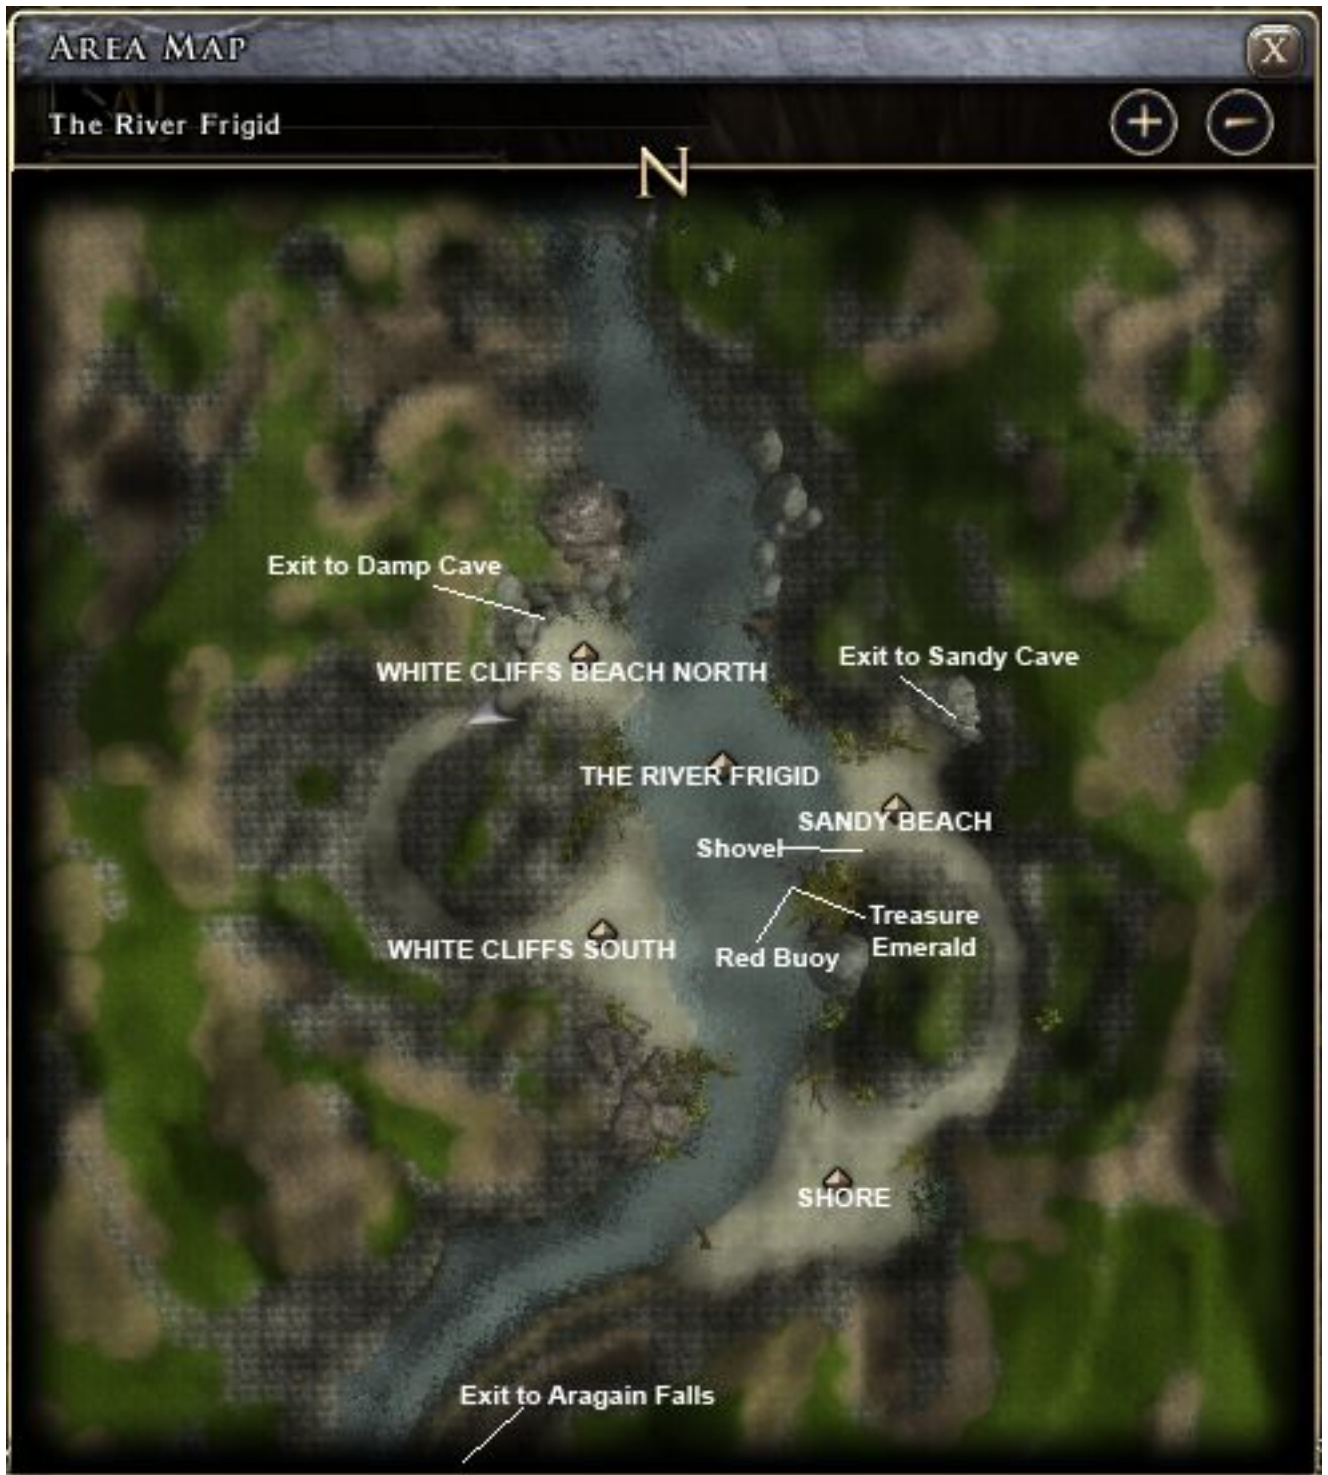 AREA MAP
X
The River Frigid
+ -
N
Exit to Damp Cave
WHITE CLIFFS BEACH NORTH
Exit to Sandy Cave
THE RIVER FRIGID
SANDY BEACH
Shovel
Treasure
Emerald
WHITE CLIFFS SOUTH
Red Buoy
SHORE
Exit to Aragain Falls